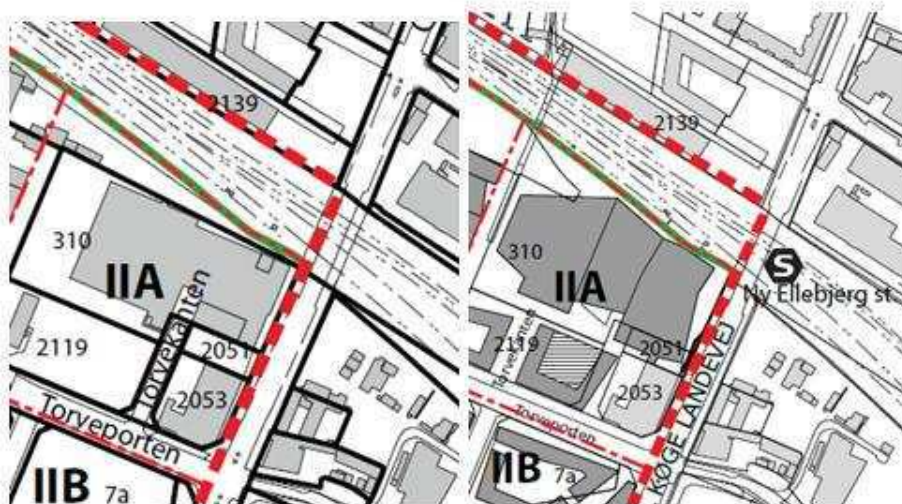 2139
310
IIA
Torvekanten
2119
2051
2053
Torveporten
IIB
7a
2139
310
IIA
S
Ny Ellebjerg st.
Torvekanten
2119
2051
2053
KØGE LANDEVEJ
Torveporten
IIB
7a